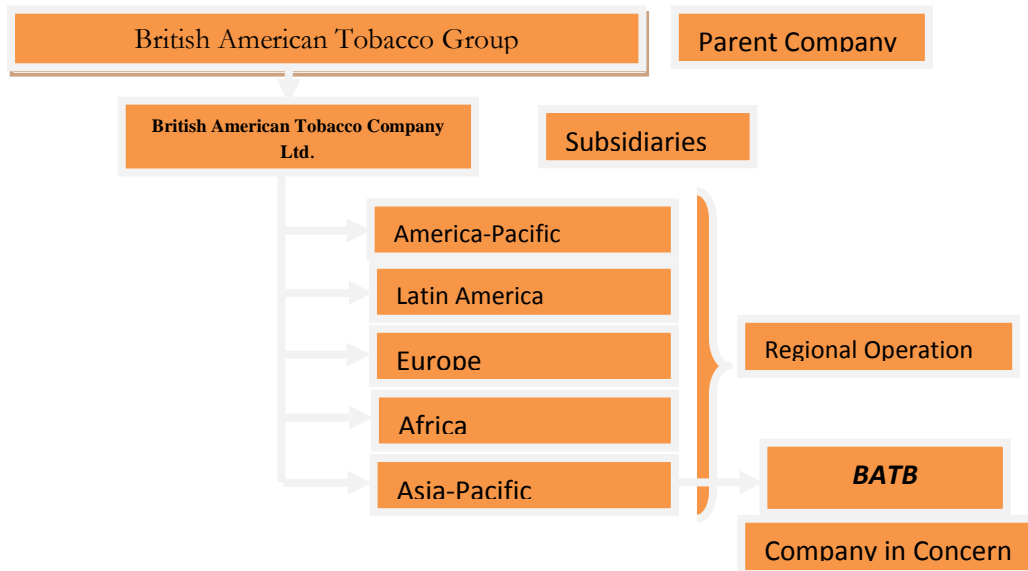 British American Tobacco Group
Parent Company
British American Tobacco Company
Ltd.
Subsidiaries
America-Pacific
Latin America
Europe
Regional Operation
Africa
Asia-Pacific
BATB
Company in Concern